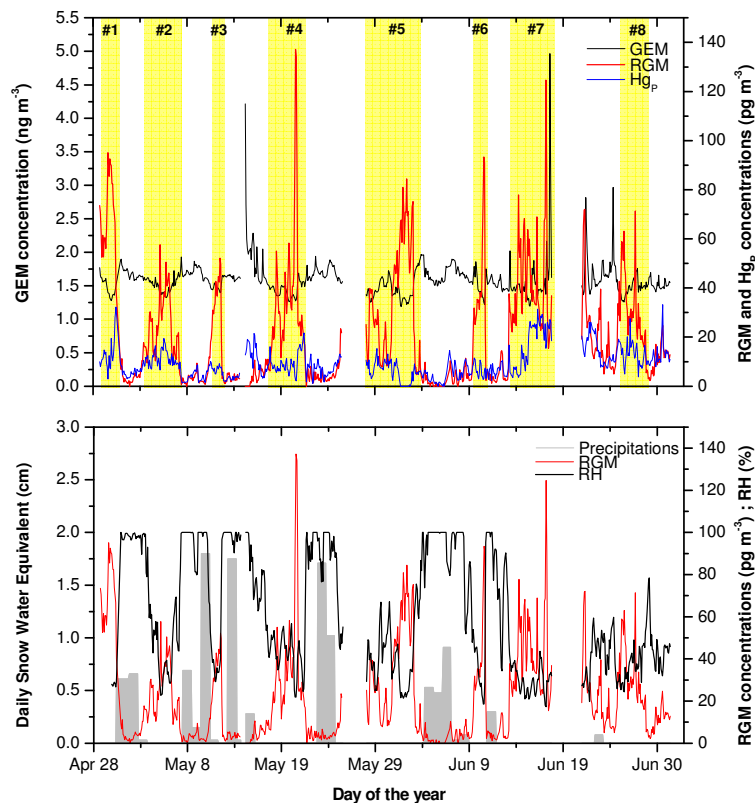 #1 #2 #3 #4 #5 #6 #7 #8
GEM
RGM
Hgp
GEM concentration (ng m-3)
5.5
5.0
4.5
4.0
3.5
3.0
2.5
2.0
1.5
1.0
0.5
0.0
140
120
100
80
60
40
20
0
RGM and Hgp concentrations (pg m-3)
Precipitations
RGM
RH
Daily Snow Water Equivalent (cm)
3.0
2.5
2.0
1.5
1.0
0.5
0.0
140
120
100
80
60
40
20
0
RGM concentrations (pg m-3) ; RH (%)
Apr 28 May 8 May 19 May 29 Jun 9 Jun 19 Jun 30
Day of the year